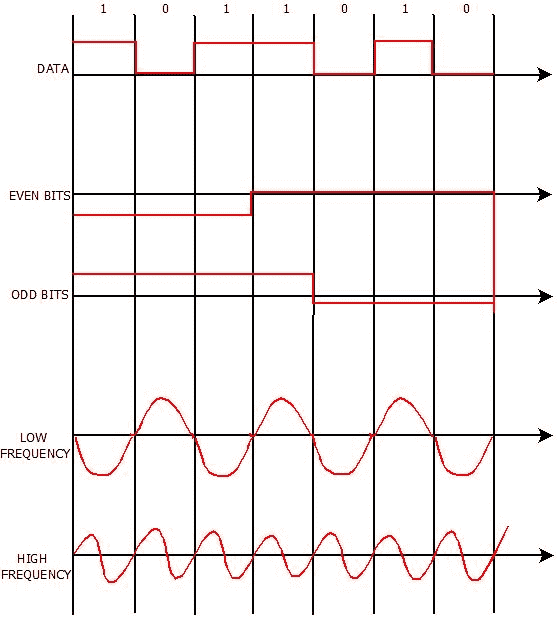 1 0 1 1 0 1 0
DATA
EVEN BITS
ODD BITS
LOW
FREQUENCY
HIGH
FREQUENCY